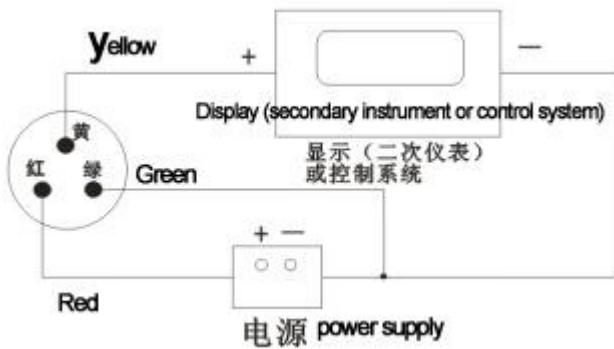 Yellow
+
—
Display (secondary instrument or control system)
显示（二次仪表）
或控制系统
黄
红
绿
Green
+ —
Red
电源 power supply